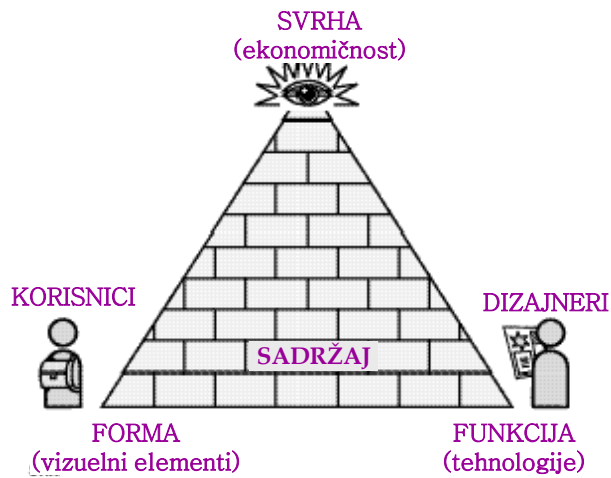 SVRHA
(ekonomičnost)
KORISNICI
DIZAJNERI
SADRŽAJ
FORMA
(vizuelni elementi)
FUNKCIJA
(tehnologije)